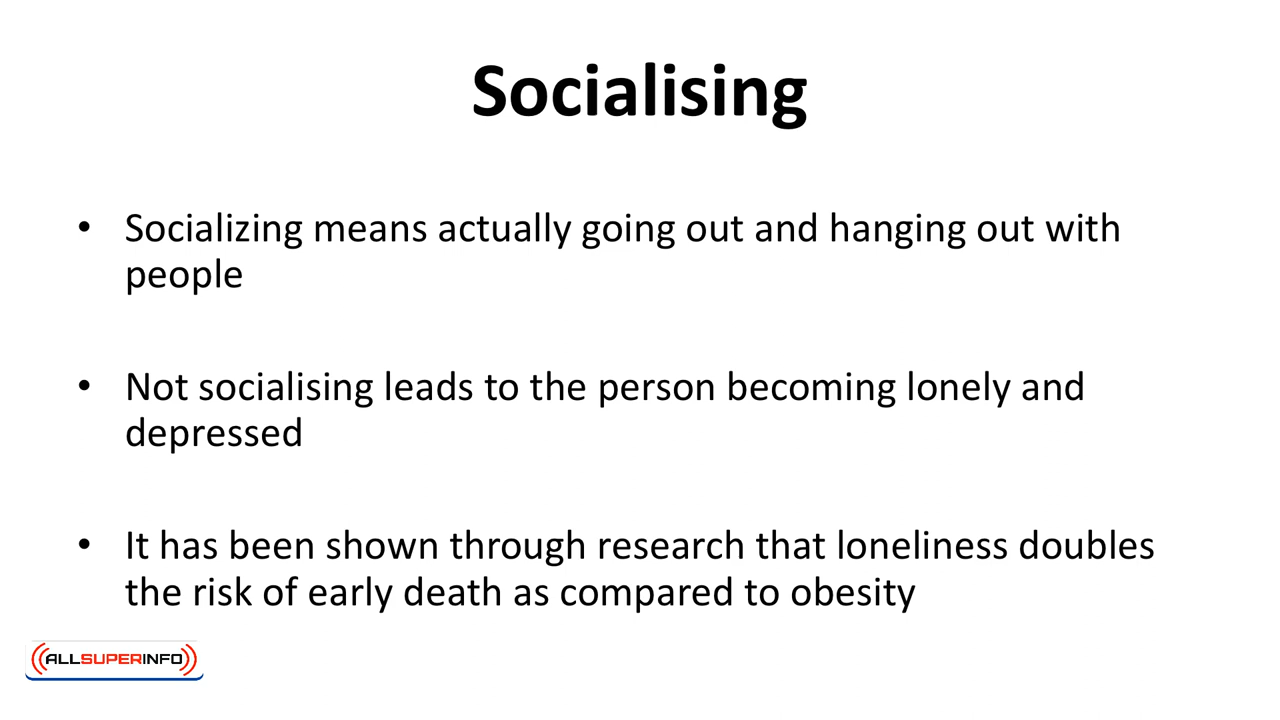 Socialising
• Socializing means actually going out and hanging out with
people
• Not socialising leads to the person becoming lonely and
depressed
• It has been shown through research that loneliness doubles
the risk of early death as compared to obesity
ALLSUPERINFO